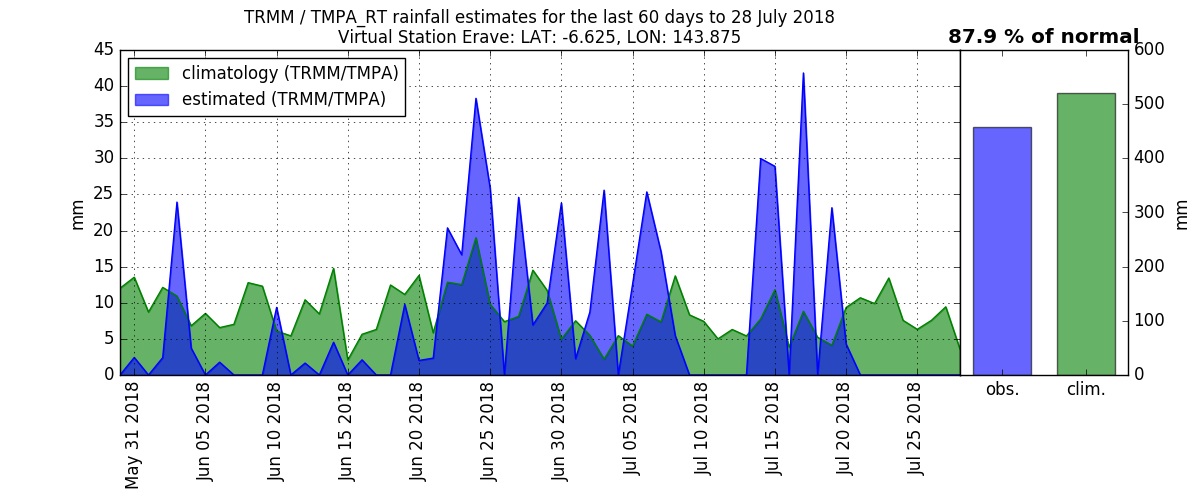 TRMM / TMPA_RT rainfall estimates for the last 60 days to 28 July 2018
Virtual Station Erave: LAT: -6.625, LON: 143.875
87.9 % of normal
climatology (TRMM/TMPA)
estimated (TRMM/TMPA)
mm
45
40
35
30
25
20
15
10
5
0
May 31 2018
Jun 05 2018
Jun 10 2018
Jun 15 2018
Jun 20 2018
Jun 25 2018
Jun 30 2018
Jul 05 2018
Jul 10 2018
Jul 15 2018
Jul 20 2018
Jul 25 2018
obs.
clim.
600
500
400
300
200
100
0
mm